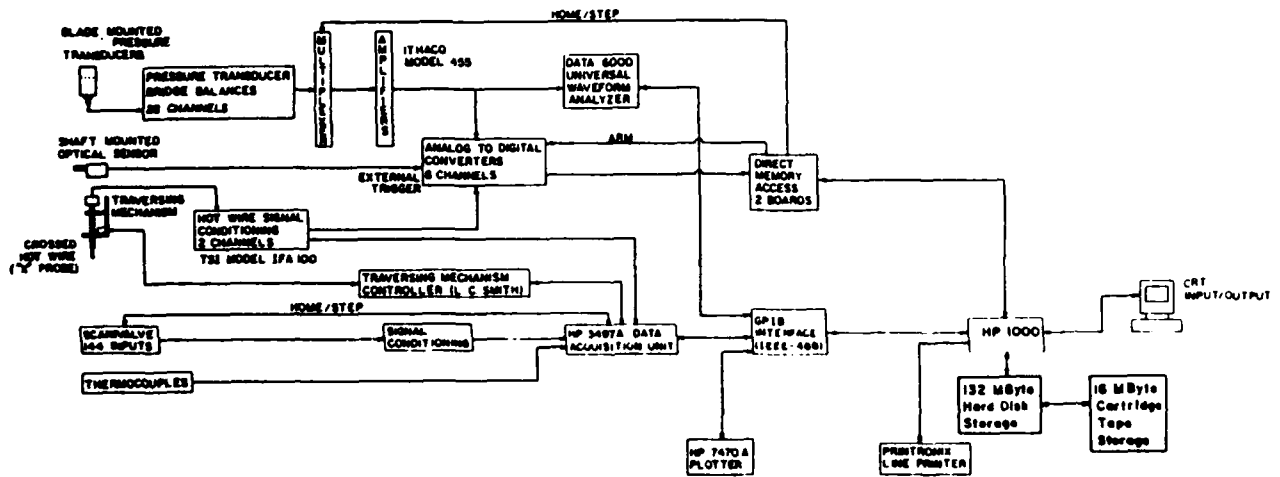 HOME/STEP
BLADE MOUNTED
PRESSURE
TRANSDUCERS
PRESSURE TRANSDUCER
BRIDGE BALANCES
CHANNELS
MULTIPLEXER
AMPLIFIERS
ITHACO
MODEL 455
DATA 6000
UNIVERSAL
WAVEFORM
ANALYZER
SHAFT MOUNTED
OPTICAL SENSOR
EXTERNAL
TRIGGER
ANALOG TO DIGITAL
CONVERTERS
6 CHANNELS
ARM
DIRECT
MEMORY
ACCESS
2 BOARDS
TRAVERSING
MECHANISM
CROSSED
HOT WIRE
("X" PROBE)
HOT WIRE SIGNAL
CONDITIONING
2 CHANNELS
TSI MODEL IFA 100
TRAVERSING MECHANISM
CONTROLLER (L C SMITH)
HOME/STEP
SCANIVALVE
144 INPUTS
SIGNAL
CONDITIONING
HP 3497A DATA
ACQUISITION UNIT
GPIB
INTERFACE
(IEEE-488)
HP 1000
CRT
INPUT/OUTPUT
THERMOCOUPLES
HP 7470A
PLOTTER
PRINTRONIX
LINE PRINTER
132 MByte
Hard Disk
Storage
16 MByte
Cartridge
Tape
Storage